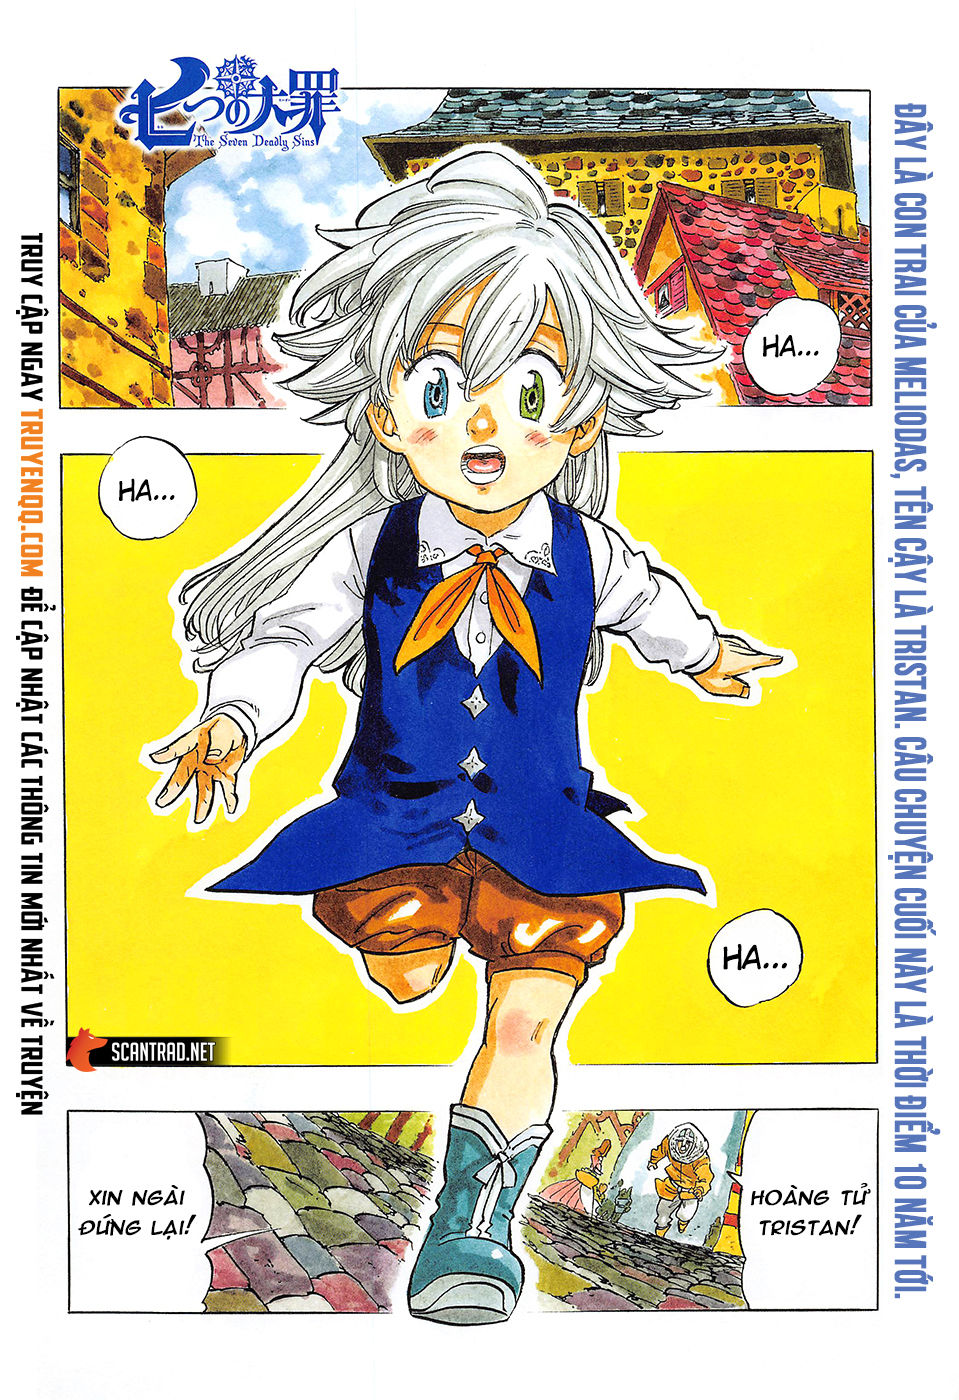 七つの大罪
The Seven Deadly Sins
ĐÂY LÀ CON TRAI CỦA MELIODAS, TÊN CẬY LÀ TRISTAN. CÂU CHUYỆN CUỐI NÀY LÀ THỜI ĐIỂM 10 NĂM TỚI.
TRUY CẬP NGAY TRUYENQQ.COM ĐỂ CẬP NHẬT CÁC THÔNG TIN MỚI NHẤT VỀ TRUYỆN
HA...
HA...
HA...
SCANTRAD.NET
XIN NGÀI
ĐỨNG LẠI!
HOÀNG TỬ
TRISTAN!